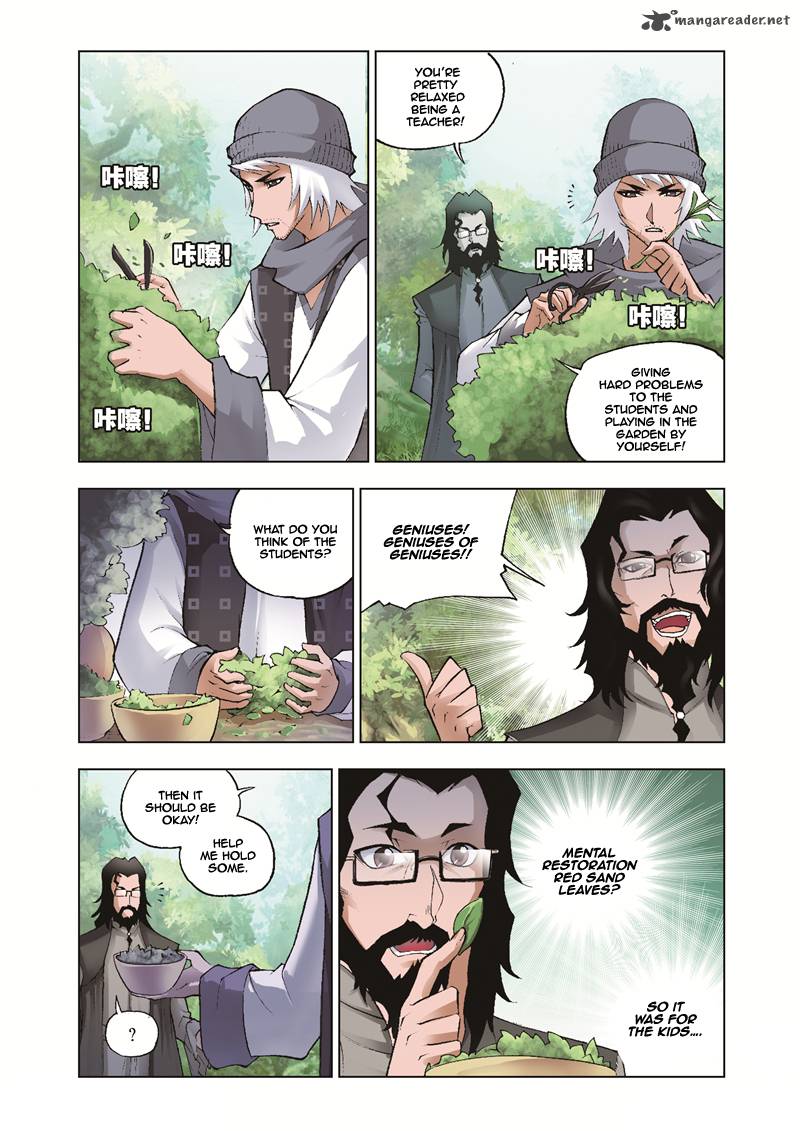 mangareader.net
咔嚓!
咔嚓!
咔嚓!
YOU'RE
PRETTY
RELAXED
BEING A
TEACHER!
咔嚓!
咔嚓!
GIVING
HARD PROBLEMS
TO THE
STUDENTS AND
PLAYING IN THE
GARDEN BY
YOURSELF!
WHAT DO YOU
THINK OF THE
STUDENTS?
GENIUSES!
GENIUSES OF
GENIUSES!!
THEN IT
SHOULD BE
OKAY!
HELP
ME HOLD
SOME.
?
MENTAL
RESTORATION
RED SAND
LEAVES?
SO IT
WAS FOR
THE KIDS....